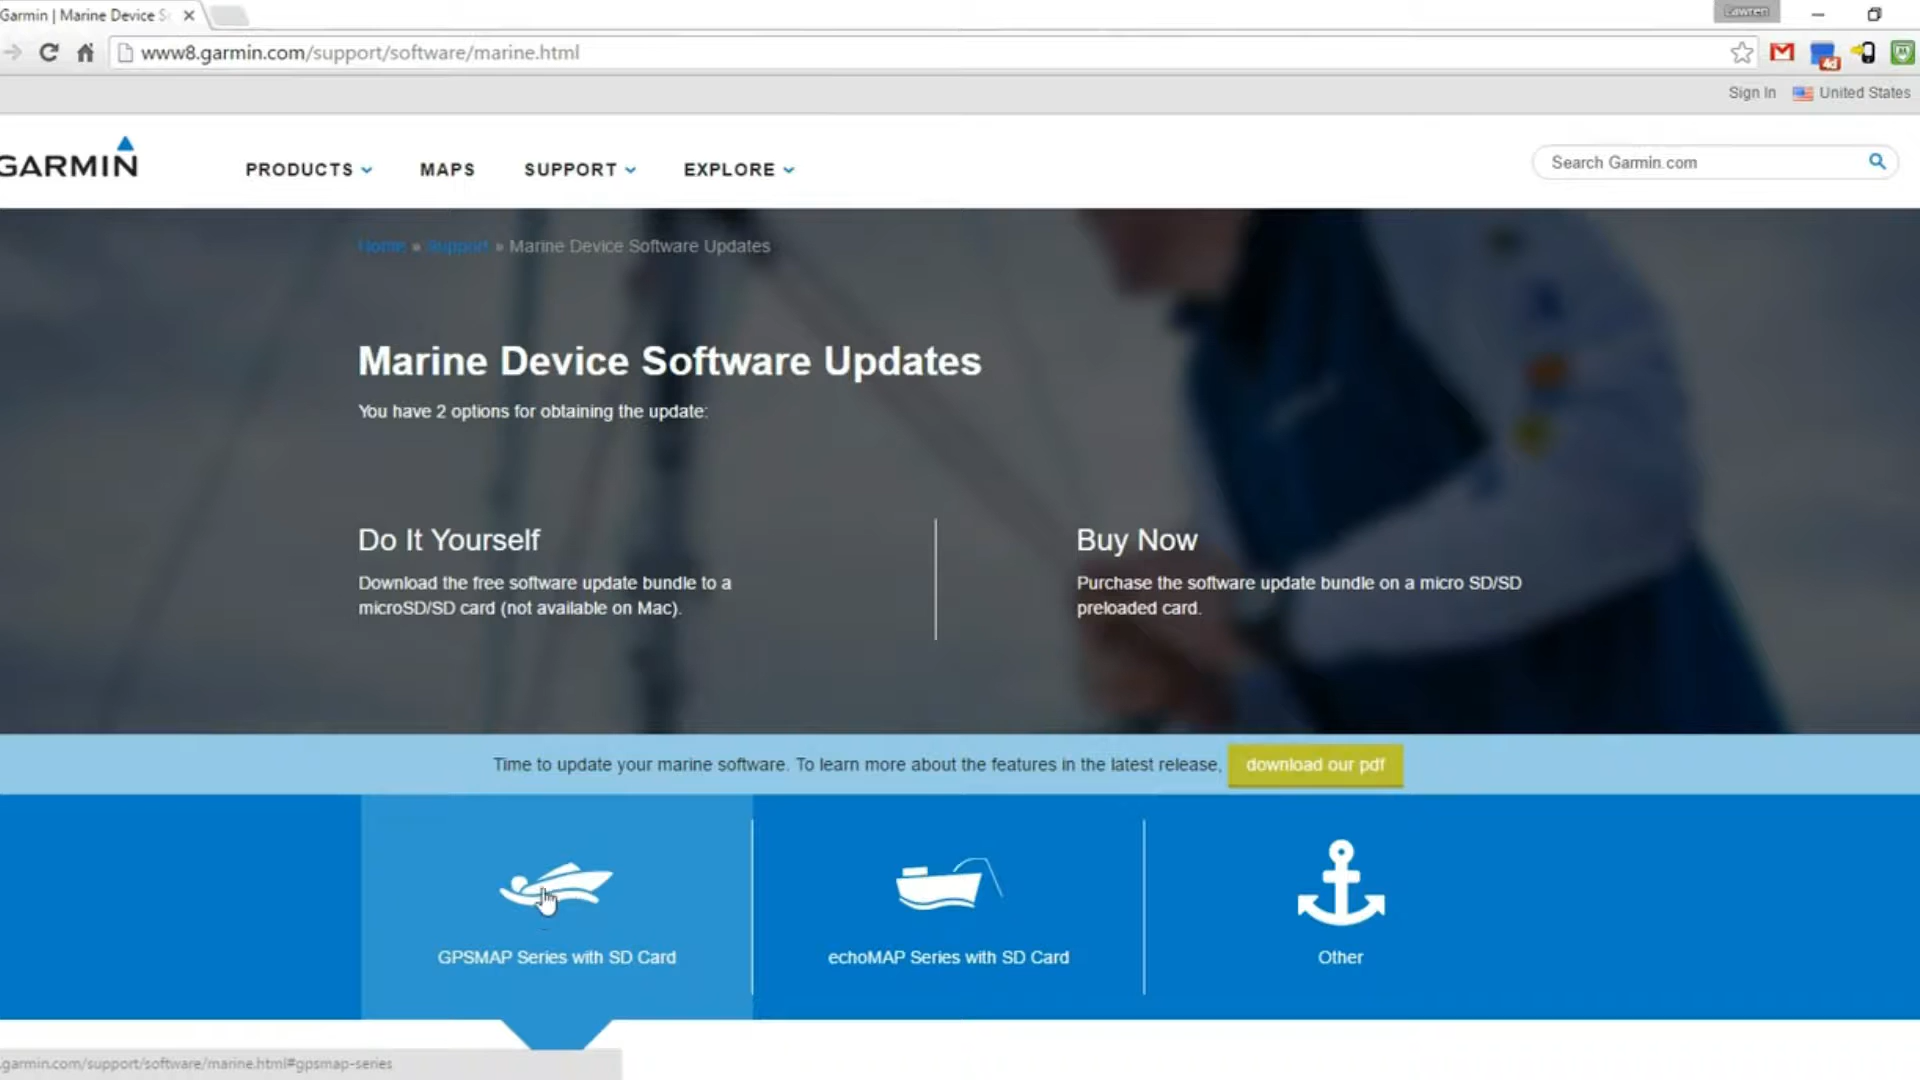 Garmin | Marine Device S
Lawren
www8.garmin.com/support/software/marine.html
4d
Sign In United States
GARMIN
PRODUCTS MAPS SUPPORT EXPLORE
Search Garmin.com
Home » Support » Marine Device Software Updates
Marine Device Software Updates
You have 2 options for obtaining the update:
Do It Yourself
Download the free software update bundle to a
microSD/SD card (not available on Mac).
Buy Now
Purchase the software update bundle on a micro SD/SD
preloaded card.
Time to update your marine software. To learn more about the features in the latest release, download our pdf
GPSMAP Series with SD Card
echoMAP Series with SD Card
Other
.garmin.com/support/software/marine.html#gpsmap-series